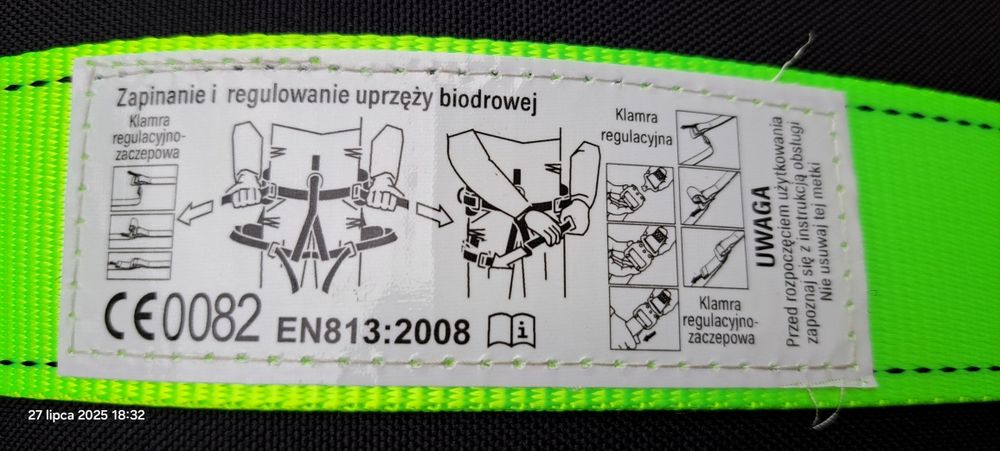 Zapinanie i regulowanie uprzęży biodrowej
Klamra
regulacyjno-
zaczepowa
Klamra
regulacyjna
Klamra
regulacyjno-
zaczepowa
UWAGA
Przed rozpoczęciem użytkowania
zapoznaj się z instrukcją obsługi
Nie usuwaj tej metki
CE0082 EN813:2008 i
27 lipca 2025 18:32